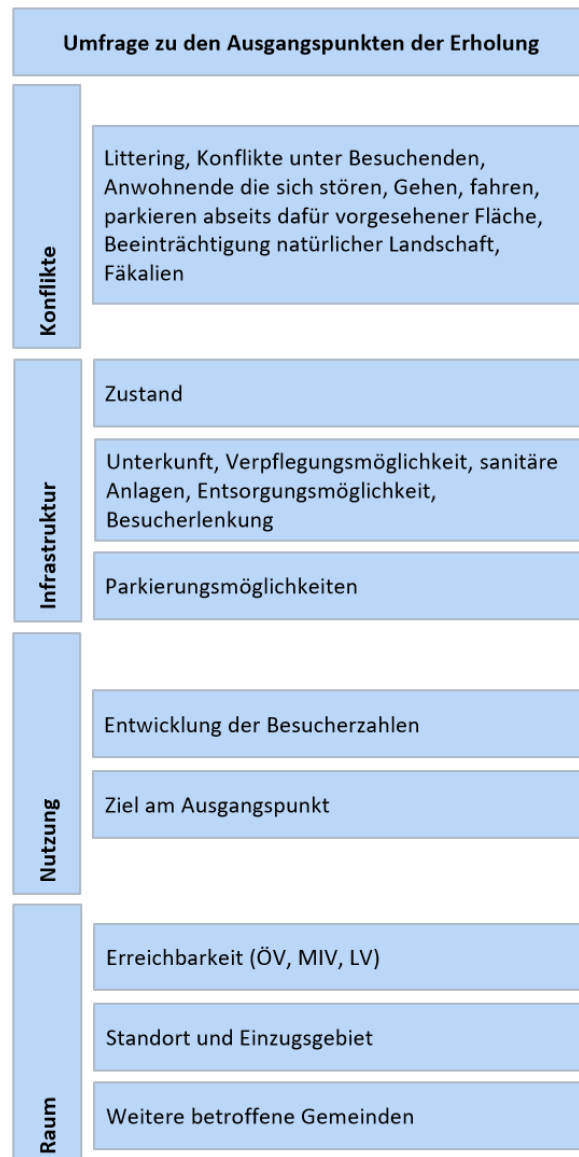 Umfrage zu den Ausgangspunkten der Erholung
Konflikte
Littering, Konflikte unter Besuchenden,
Anwohnende die sich stören, Gehen, fahren,
parkieren abseits dafür vorgesehener Fläche,
Beeinträchtigung natürlicher Landschaft,
Fäkalien
Infrastruktur
Zustand
Unterkunft, Verpflegungsmöglichkeit, sanitäre
Anlagen, Entsorgungsmöglichkeit,
Besucherlenkung
Parkierungsmöglichkeiten
Nutzung
Entwicklung der Besucherzahlen
Ziel am Ausgangspunkt
Raum
Erreichbarkeit (ÖV, MIV, LV)
Standort und Einzugsgebiet
Weitere betroffene Gemeinden